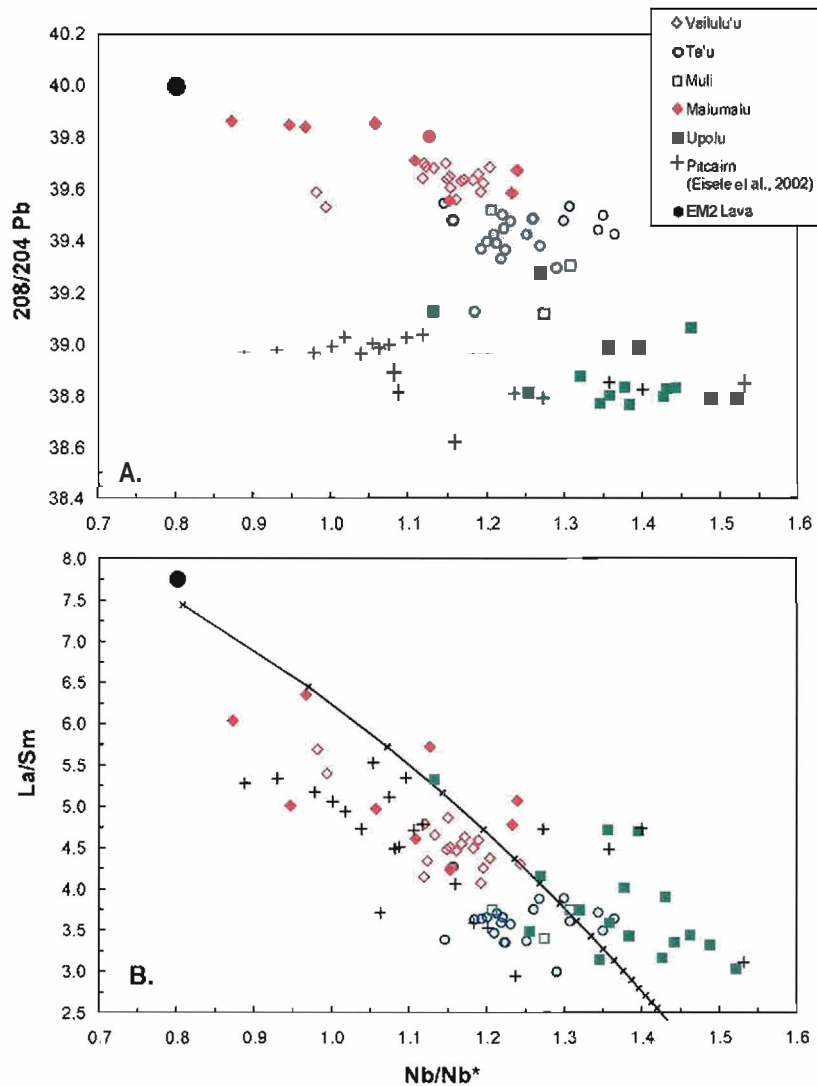 Vailulu'u
Ta'u
Muli
Malumalu
Upolu
Pitcairn
(Eisele et al., 2002)
EM2 Lava
208/204 Pb
40.2
40.0
39.8
39.6
39.4
39.2
39.0
38.8
38.6
38.4
A.
0.7 0.8 0.9 1.0 1.1 1.2 1.3 1.4 1.5 1.6
La/Sm
8.0
7.5
7.0
6.5
6.0
5.5
5.0
4.5
4.0
3.5
3.0
2.5
B.
0.7 0.8 0.9 1.0 1.1 1.2 1.3 1.4 1.5 1.6
Nb/Nb*